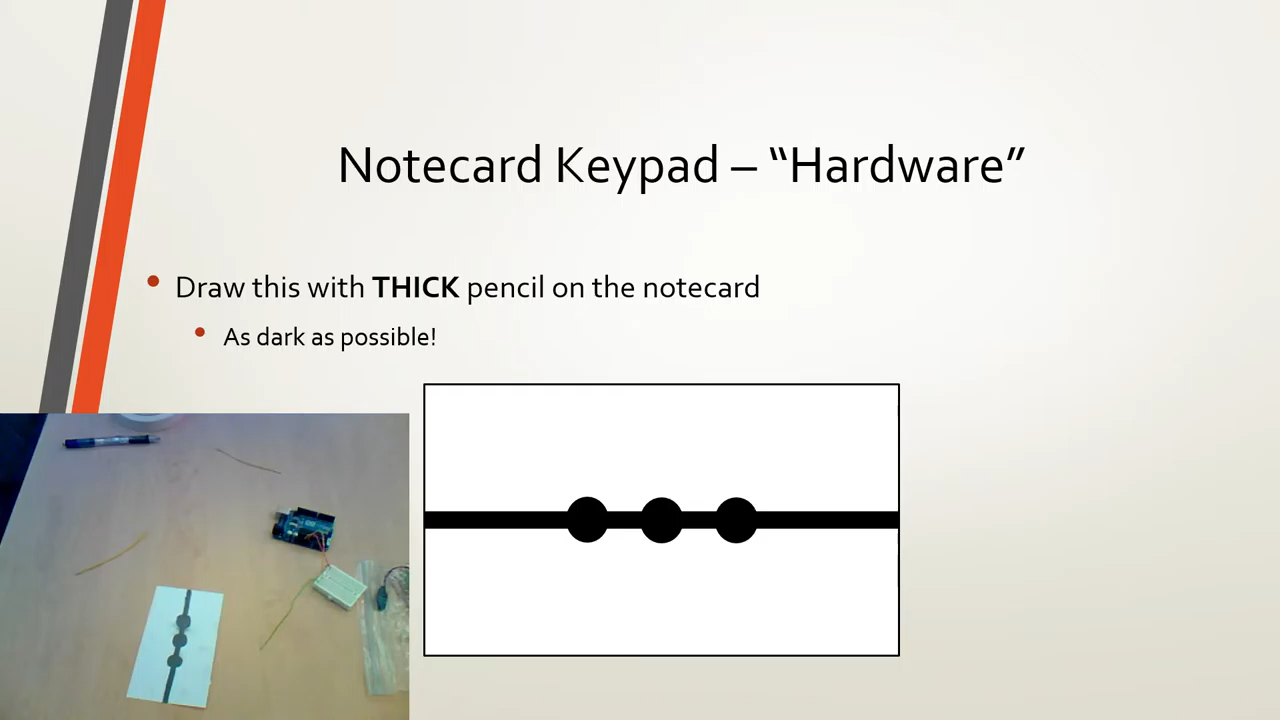 Notecard Keypad – “Hardware”
Draw this with THICK pencil on the notecard
As dark as possible!